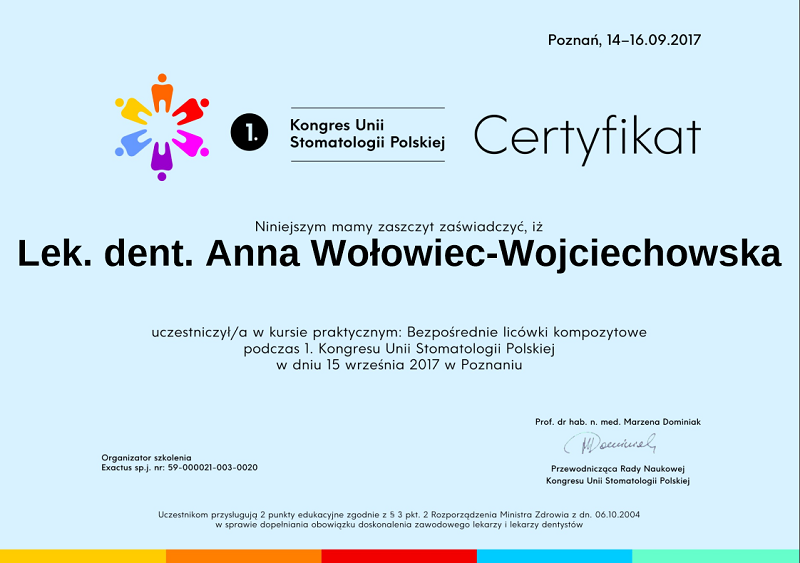 Poznań, 14–16.09.2017
1.
Kongres Unii
Stomatologii Polskiej
Certyfikat
Niniejszym mamy zaszczyt zaświadczyć, iż
Lek. dent. Anna Wołowiec-Wojciechowska
uczestniczył/a w kursie praktycznym: Bezpośrednie licówki kompozytowe
podczas 1. Kongresu Unii Stomatologii Polskiej
w dniu 15 września 2017 w Poznaniu
Prof. dr hab. n. med. Marzena Dominiak
MDominiak
Przewodnicząca Rady Naukowej
Kongresu Unii Stomatologii Polskiej
Organizator szkolenia
Exactus sp.j. nr: 59-000021-003-0020
Uczestnikom przysługują 2 punkty edukacyjne zgodnie z § 3 pkt. 2 Rozporządzenia Ministra Zdrowia z dn. 06.10.2004
w sprawie dopełniania obowiązku doskonalenia zawodowego lekarzy i lekarzy dentystów